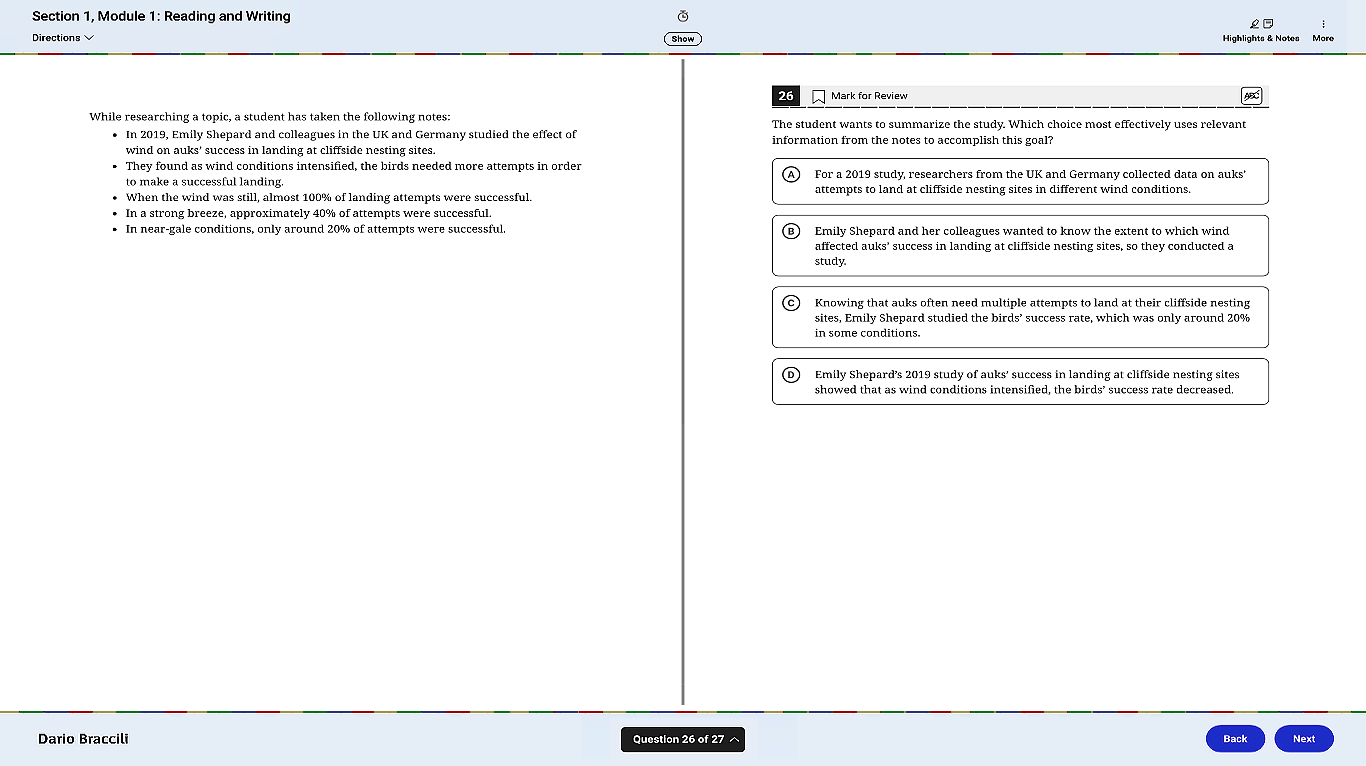 Section 1, Module 1: Reading and Writing
Directions
Show
Highlights & Notes
More
While researching a topic, a student has taken the following notes:
• In 2019, Emily Shepard and colleagues in the UK and Germany studied the effect of
wind on auks' success in landing at cliffside nesting sites.
• They found as wind conditions intensified, the birds needed more attempts in order
to make a successful landing.
• When the wind was still, almost 100% of landing attempts were successful.
• In a strong breeze, approximately 40% of attempts were successful.
• In near-gale conditions, only around 20% of attempts were successful.
26
Mark for Review
ABC
The student wants to summarize the study. Which choice most effectively uses relevant
information from the notes to accomplish this goal?
A
For a 2019 study, researchers from the UK and Germany collected data on auks'
attempts to land at cliffside nesting sites in different wind conditions.
B
Emily Shepard and her colleagues wanted to know the extent to which wind
affected auks' success in landing at cliffside nesting sites, so they conducted a
study.
C
Knowing that auks often need multiple attempts to land at their cliffside nesting
sites, Emily Shepard studied the birds' success rate, which was only around 20%
in some conditions.
D
Emily Shepard's 2019 study of auks' success in landing at cliffside nesting sites
showed that as wind conditions intensified, the birds' success rate decreased.
Dario Braccili
Question 26 of 27
Back
Next